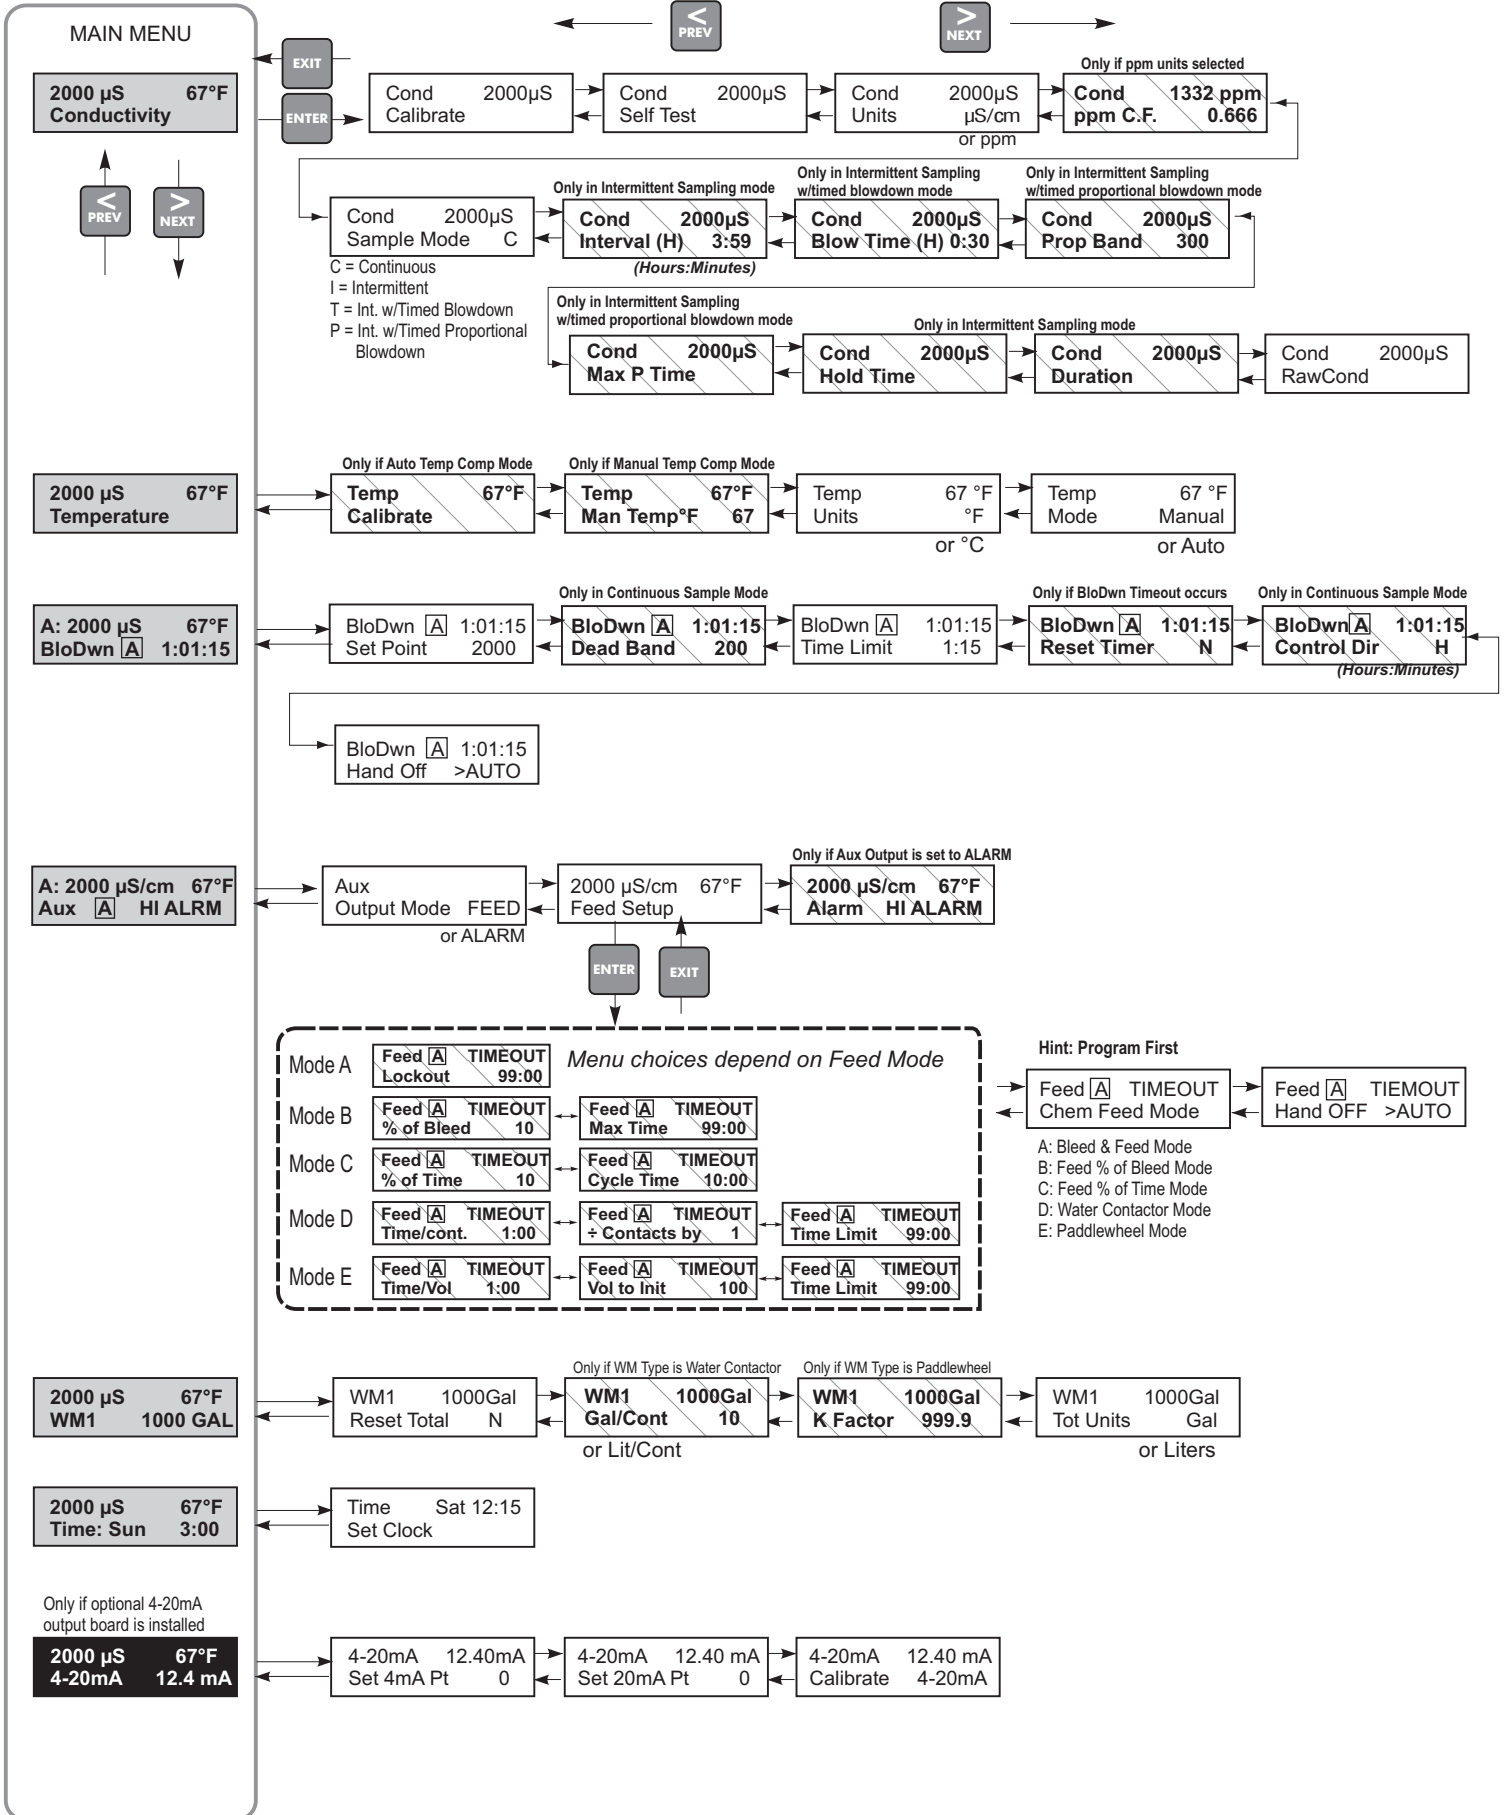 MAIN MENU
< PREV
> NEXT
EXIT
ENTER
2000 µS 67°F
Conductivity
Cond 2000µS
Calibrate
Cond 2000µS
Self Test
Cond 2000µS
Units µS/cm
or ppm
Only if ppm units selected
Cond 1332 ppm
ppm C.F. 0.666
< PREV
> NEXT
Cond 2000µS
Sample Mode C
C = Continuous
I = Intermittent
T = Int. w/Timed Blowdown
P = Int. w/Timed Proportional
Blowdown
Only in Intermittent Sampling mode
Cond 2000µS
Interval (H) 3:59
(Hours:Minutes)
Only in Intermittent Sampling
w/timed blowdown mode
Cond 2000µS
Blow Time (H) 0:30
Only in Intermittent Sampling
w/timed proportional blowdown mode
Cond 2000µS
Prop Band 300
Only in Intermittent Sampling
w/timed proportional blowdown mode
Cond 2000µS
Max P Time
Only in Intermittent Sampling mode
Cond 2000µS
Hold Time
Cond 2000µS
Duration
Cond 2000µS
RawCond
2000 µS 67°F
Temperature
Only if Auto Temp Comp Mode
Temp 67°F
Calibrate
Only if Manual Temp Comp Mode
Temp 67°F
Man Temp°F 67
Temp 67 °F
Units °F
or °C
Temp 67 °F
Mode Manual
or Auto
A: 2000 µS 67°F
BloDwn A 1:01:15
BloDwn A 1:01:15
Set Point 2000
Only in Continuous Sample Mode
BloDwn A 1:01:15
Dead Band 200
BloDwn A 1:01:15
Time Limit 1:15
Only if BloDwn Timeout occurs
BloDwn A 1:01:15
Reset Timer N
Only in Continuous Sample Mode
BloDwn A 1:01:15
Control Dir H
(Hours:Minutes)
BloDwn A 1:01:15
Hand Off >AUTO
A: 2000 µS/cm 67°F
Aux A HI ALRM
Aux
Output Mode FEED
or ALARM
2000 µS/cm 67°F
Feed Setup
Only if Aux Output is set to ALARM
2000 µS/cm 67°F
Alarm HI ALARM
ENTER
EXIT
Menu choices depend on Feed Mode
Mode A
Feed A TIMEOUT
Lockout 99:00
Mode B
Feed A TIMEOUT
% of Bleed 10
Feed A TIMEOUT
Max Time 99:00
Mode C
Feed A TIMEOUT
% of Time 10
Feed A TIMEOUT
Cycle Time 10:00
Mode D
Feed A TIMEOUT
Time/cont. 1:00
Feed A TIMEOUT
÷ Contacts by 1
Feed A TIMEOUT
Time Limit 99:00
Mode E
Feed A TIMEOUT
Time/Vol 1:00
Feed A TIMEOUT
Vol to Init 100
Feed A TIMEOUT
Time Limit 99:00
Hint: Program First
Feed A TIMEOUT
Chem Feed Mode
Feed A TIEMOUT
Hand OFF >AUTO
A: Bleed & Feed Mode
B: Feed % of Bleed Mode
C: Feed % of Time Mode
D: Water Contactor Mode
E: Paddlewheel Mode
2000 µS 67°F
WM1 1000 GAL
WM1 1000Gal
Reset Total N
Only if WM Type is Water Contactor
WM1 1000Gal
Gal/Cont 10
or Lit/Cont
Only if WM Type is Paddlewheel
WM1 1000Gal
K Factor 999.9
WM1 1000Gal
Tot Units Gal
or Liters
2000 µS 67°F
Time: Sun 3:00
Time Sat 12:15
Set Clock
Only if optional 4-20mA
output board is installed
2000 µS 67°F
4-20mA 12.4 mA
4-20mA 12.40mA
Set 4mA Pt 0
4-20mA 12.40 mA
Set 20mA Pt 0
4-20mA 12.40 mA
Calibrate 4-20mA